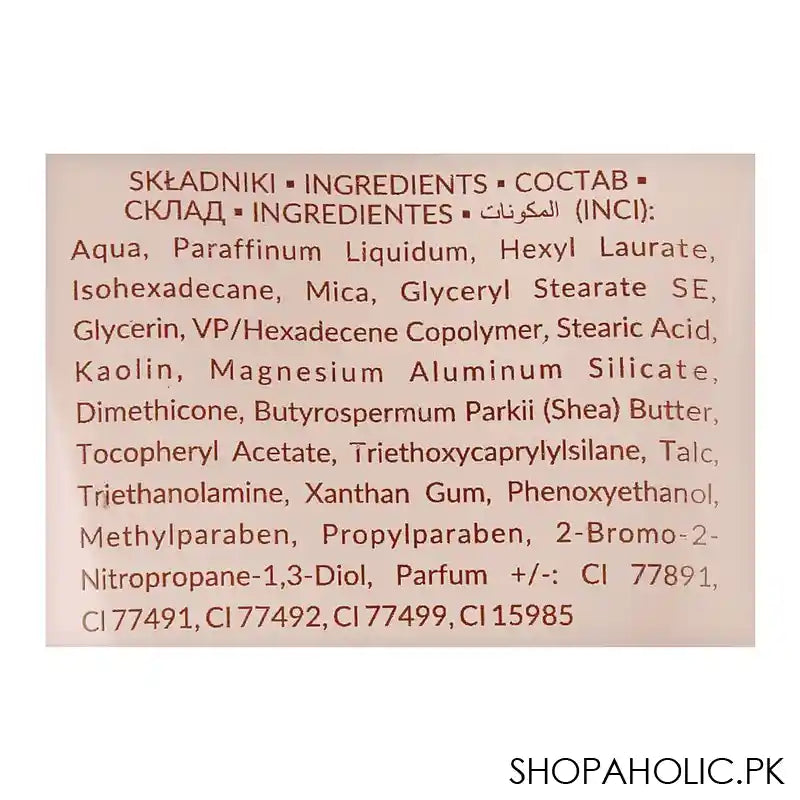 SKŁADNIKI ▪ INGREDIENTS ▪ СОСТАВ ▪
СКЛАД ▪ INGREDIENTES ▪ المكونات (INCI):
Aqua, Paraffinum Liquidum, Hexyl Laurate,
Isohexadecane, Mica, Glyceryl Stearate SE,
Glycerin, VP/Hexadecene Copolymer, Stearic Acid,
Kaolin, Magnesium Aluminum Silicate,
Dimethicone, Butyrospermum Parkii (Shea) Butter,
Tocopheryl Acetate, Triethoxycaprylylsilane, Talc,
Triethanolamine, Xanthan Gum, Phenoxyethanol,
Methylparaben, Propylparaben, 2-Bromo-2-
Nitropropane-1,3-Diol, Parfum +/-: CI 77891,
CI 77491, CI 77492, CI 77499, CI 15985
SHOPAHOLIC.PK